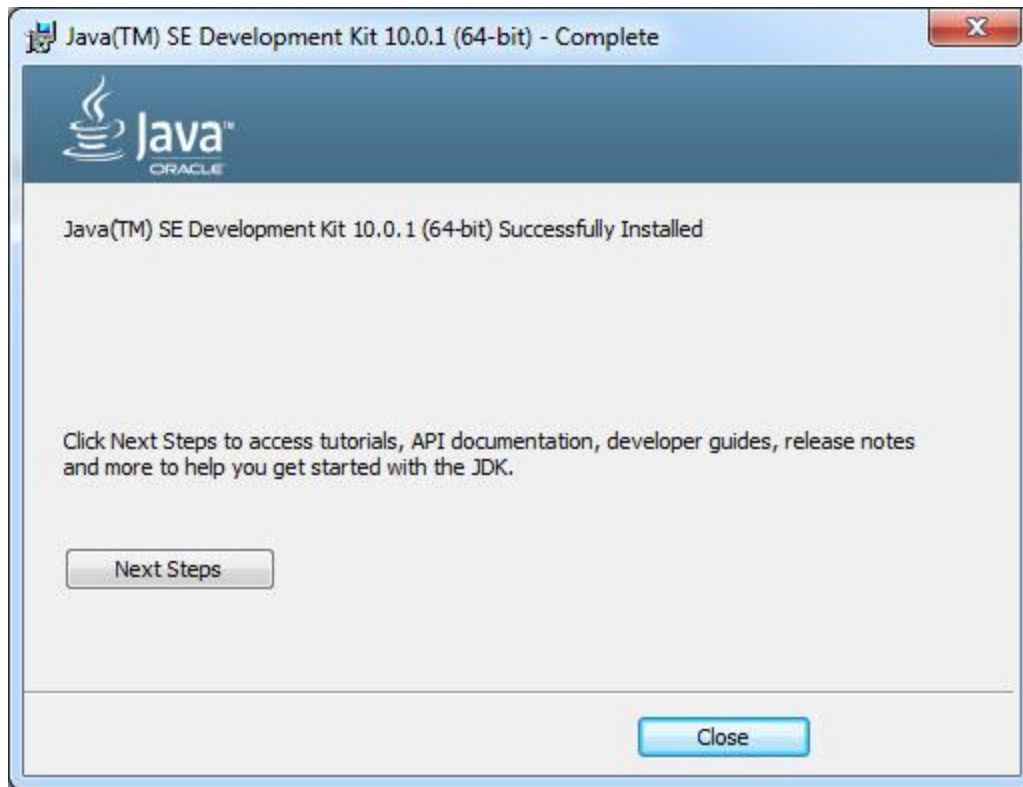 Java(TM) SE Development Kit 10.0.1 (64-bit) - Complete
Java™
ORACLE
Java(TM) SE Development Kit 10.0.1 (64-bit) Successfully Installed
Click Next Steps to access tutorials, API documentation, developer guides, release notes
and more to help you get started with the JDK.
Next Steps
Close